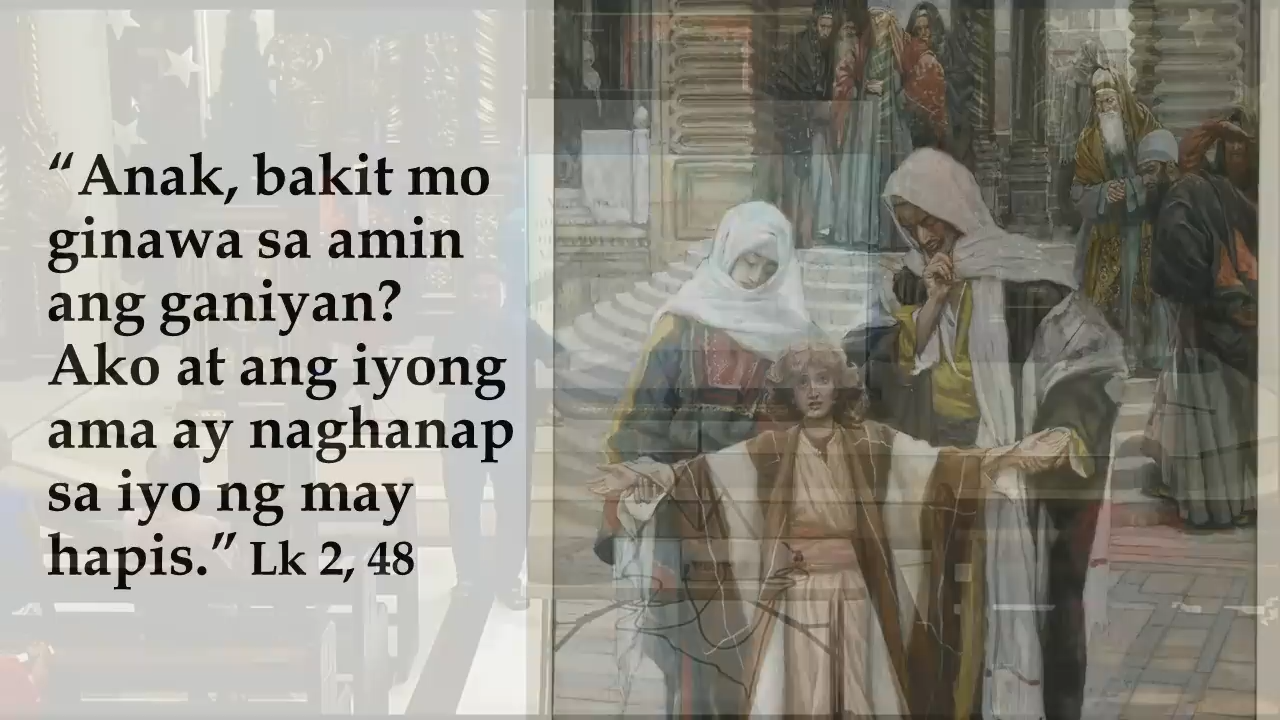 “Anak, bakit mo
ginawa sa amin
ang ganiyan?
Ako at ang iyong
ama ay naghanap
sa iyo ng may
hapis.” Lk 2, 48